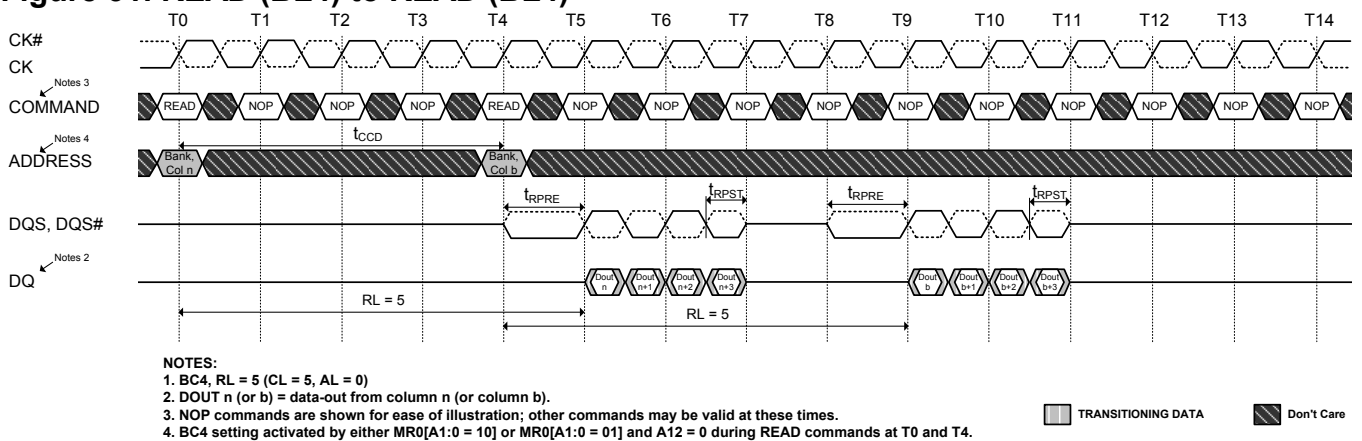 T0 T1 T2 T3 T4 T5 T6 T7 T8 T9 T10 T11 T12 T13 T14
CK#
CK
Notes 3
COMMAND READ NOP NOP NOP READ NOP NOP NOP NOP NOP NOP NOP NOP NOP NOP
tCCD
Notes 4
ADDRESS
Bank, Col n
Bank, Col b
tRPRE tRPST tRPRE tRPST
DQS, DQS#
Notes 2
DQ
Dout n Dout n+1 Dout n+2 Dout n+3 Dout b Dout b+1 Dout b+2 Dout b+3
RL = 5
RL = 5
NOTES:
1. BC4, RL = 5 (CL = 5, AL = 0)
2. DOUT n (or b) = data-out from column n (or column b).
3. NOP commands are shown for ease of illustration; other commands may be valid at these times.
4. BC4 setting activated by either MR0[A1:0 = 10] or MR0[A1:0 = 01] and A12 = 0 during READ commands at T0 and T4.
TRANSITIONING DATA
Don't Care